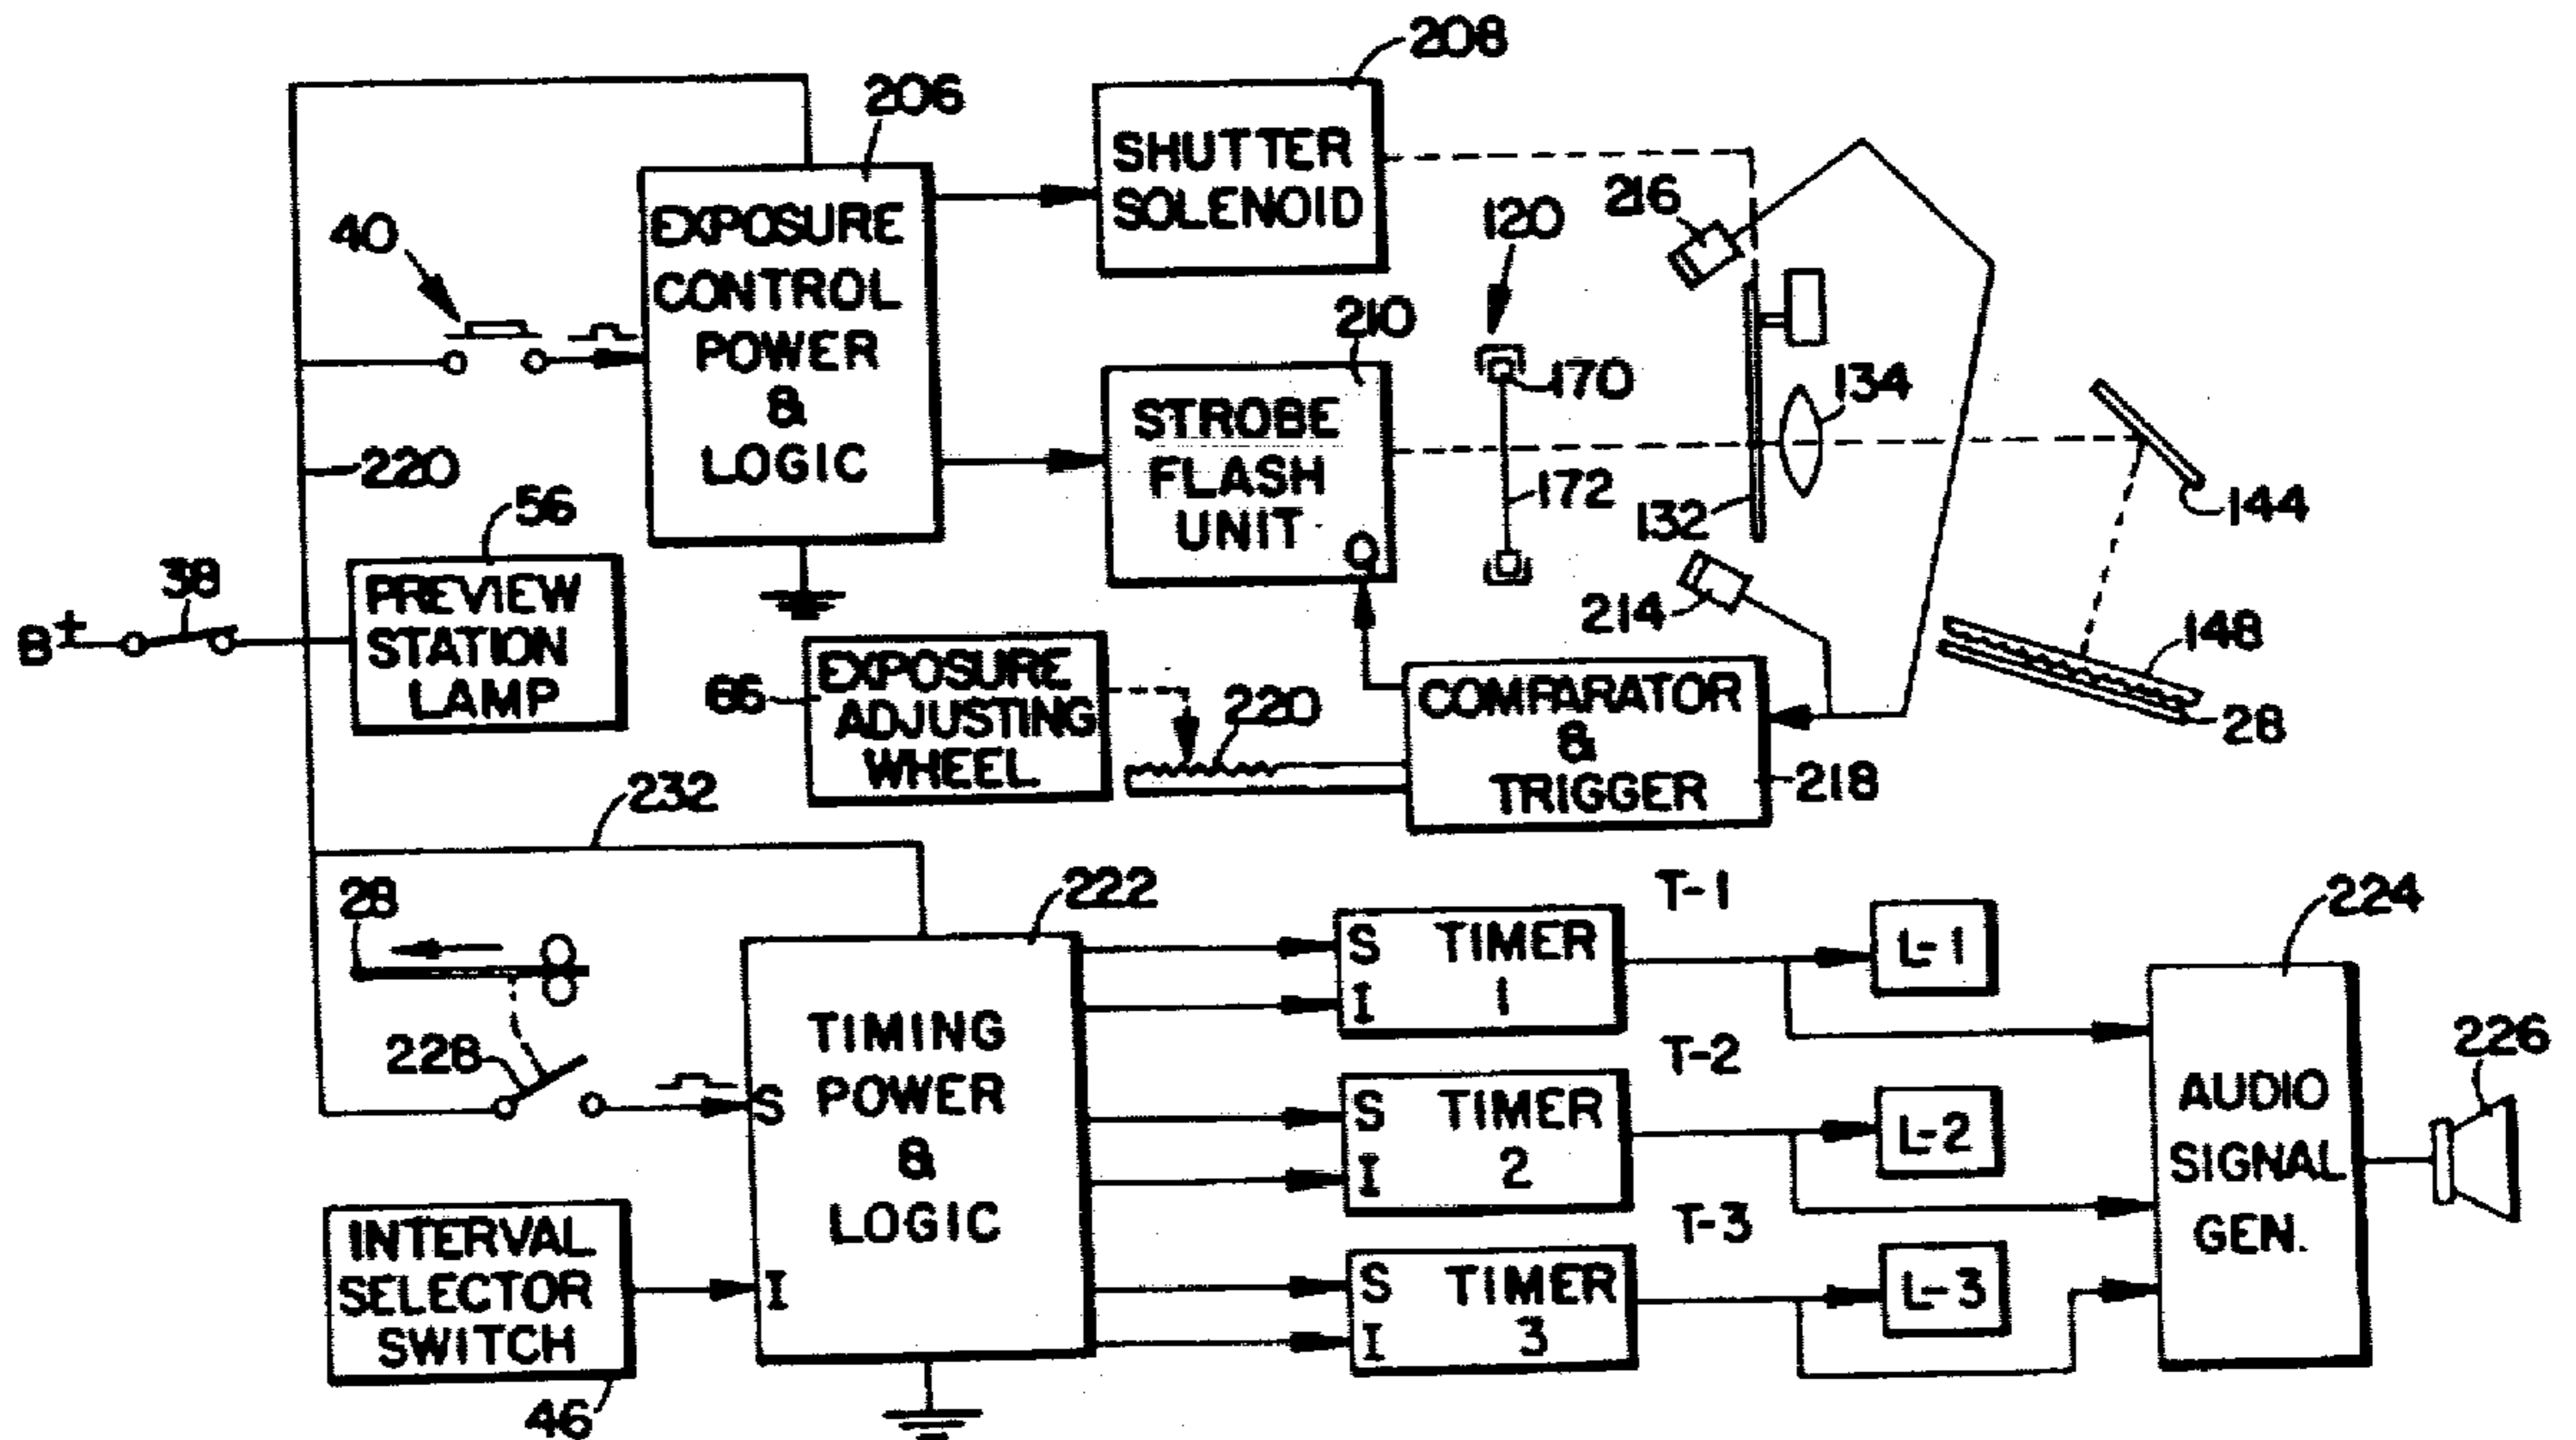 208
206
SHUTTER
SOLENOID
216
120
40
EXPOSURE
CONTROL
POWER
&
LOGIC
210
170
134
STROBE
FLASH
UNIT
Q
220
172
132
144
56
38
B+
PREVIEW
STATION
LAMP
214
148
66
EXPOSURE
ADJUSTING
WHEEL
220
COMPARATOR
&
TRIGGER
28
218
232
28
222
T-1
224
S TIMER
I 1
L-1
228
TIMING
POWER
&
LOGIC
S
I
T-2
226
S TIMER
I 2
L-2
AUDIO
SIGNAL
GEN.
INTERVAL
SELECTOR
SWITCH
T-3
S TIMER
I 3
L-3
46